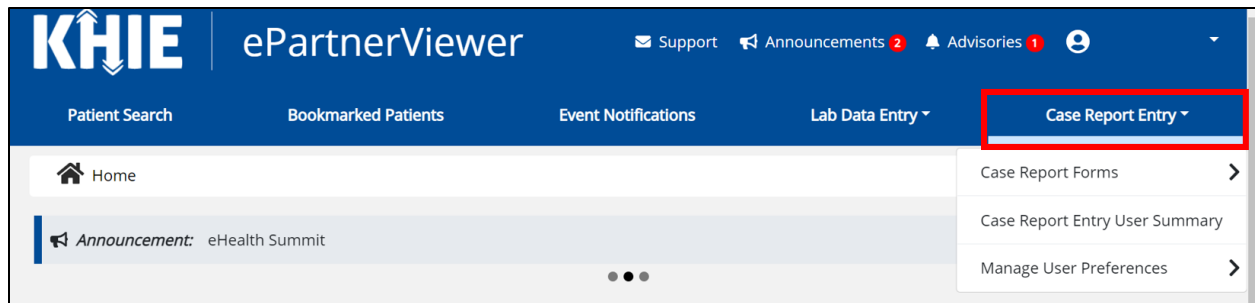 KHIE ePartnerViewer Support Announcements 2 Advisories 1
Patient Search Bookmarked Patients Event Notifications Lab Data Entry Case Report Entry
Home
Case Report Forms
Case Report Entry User Summary
Announcement: eHealth Summit
Manage User Preferences